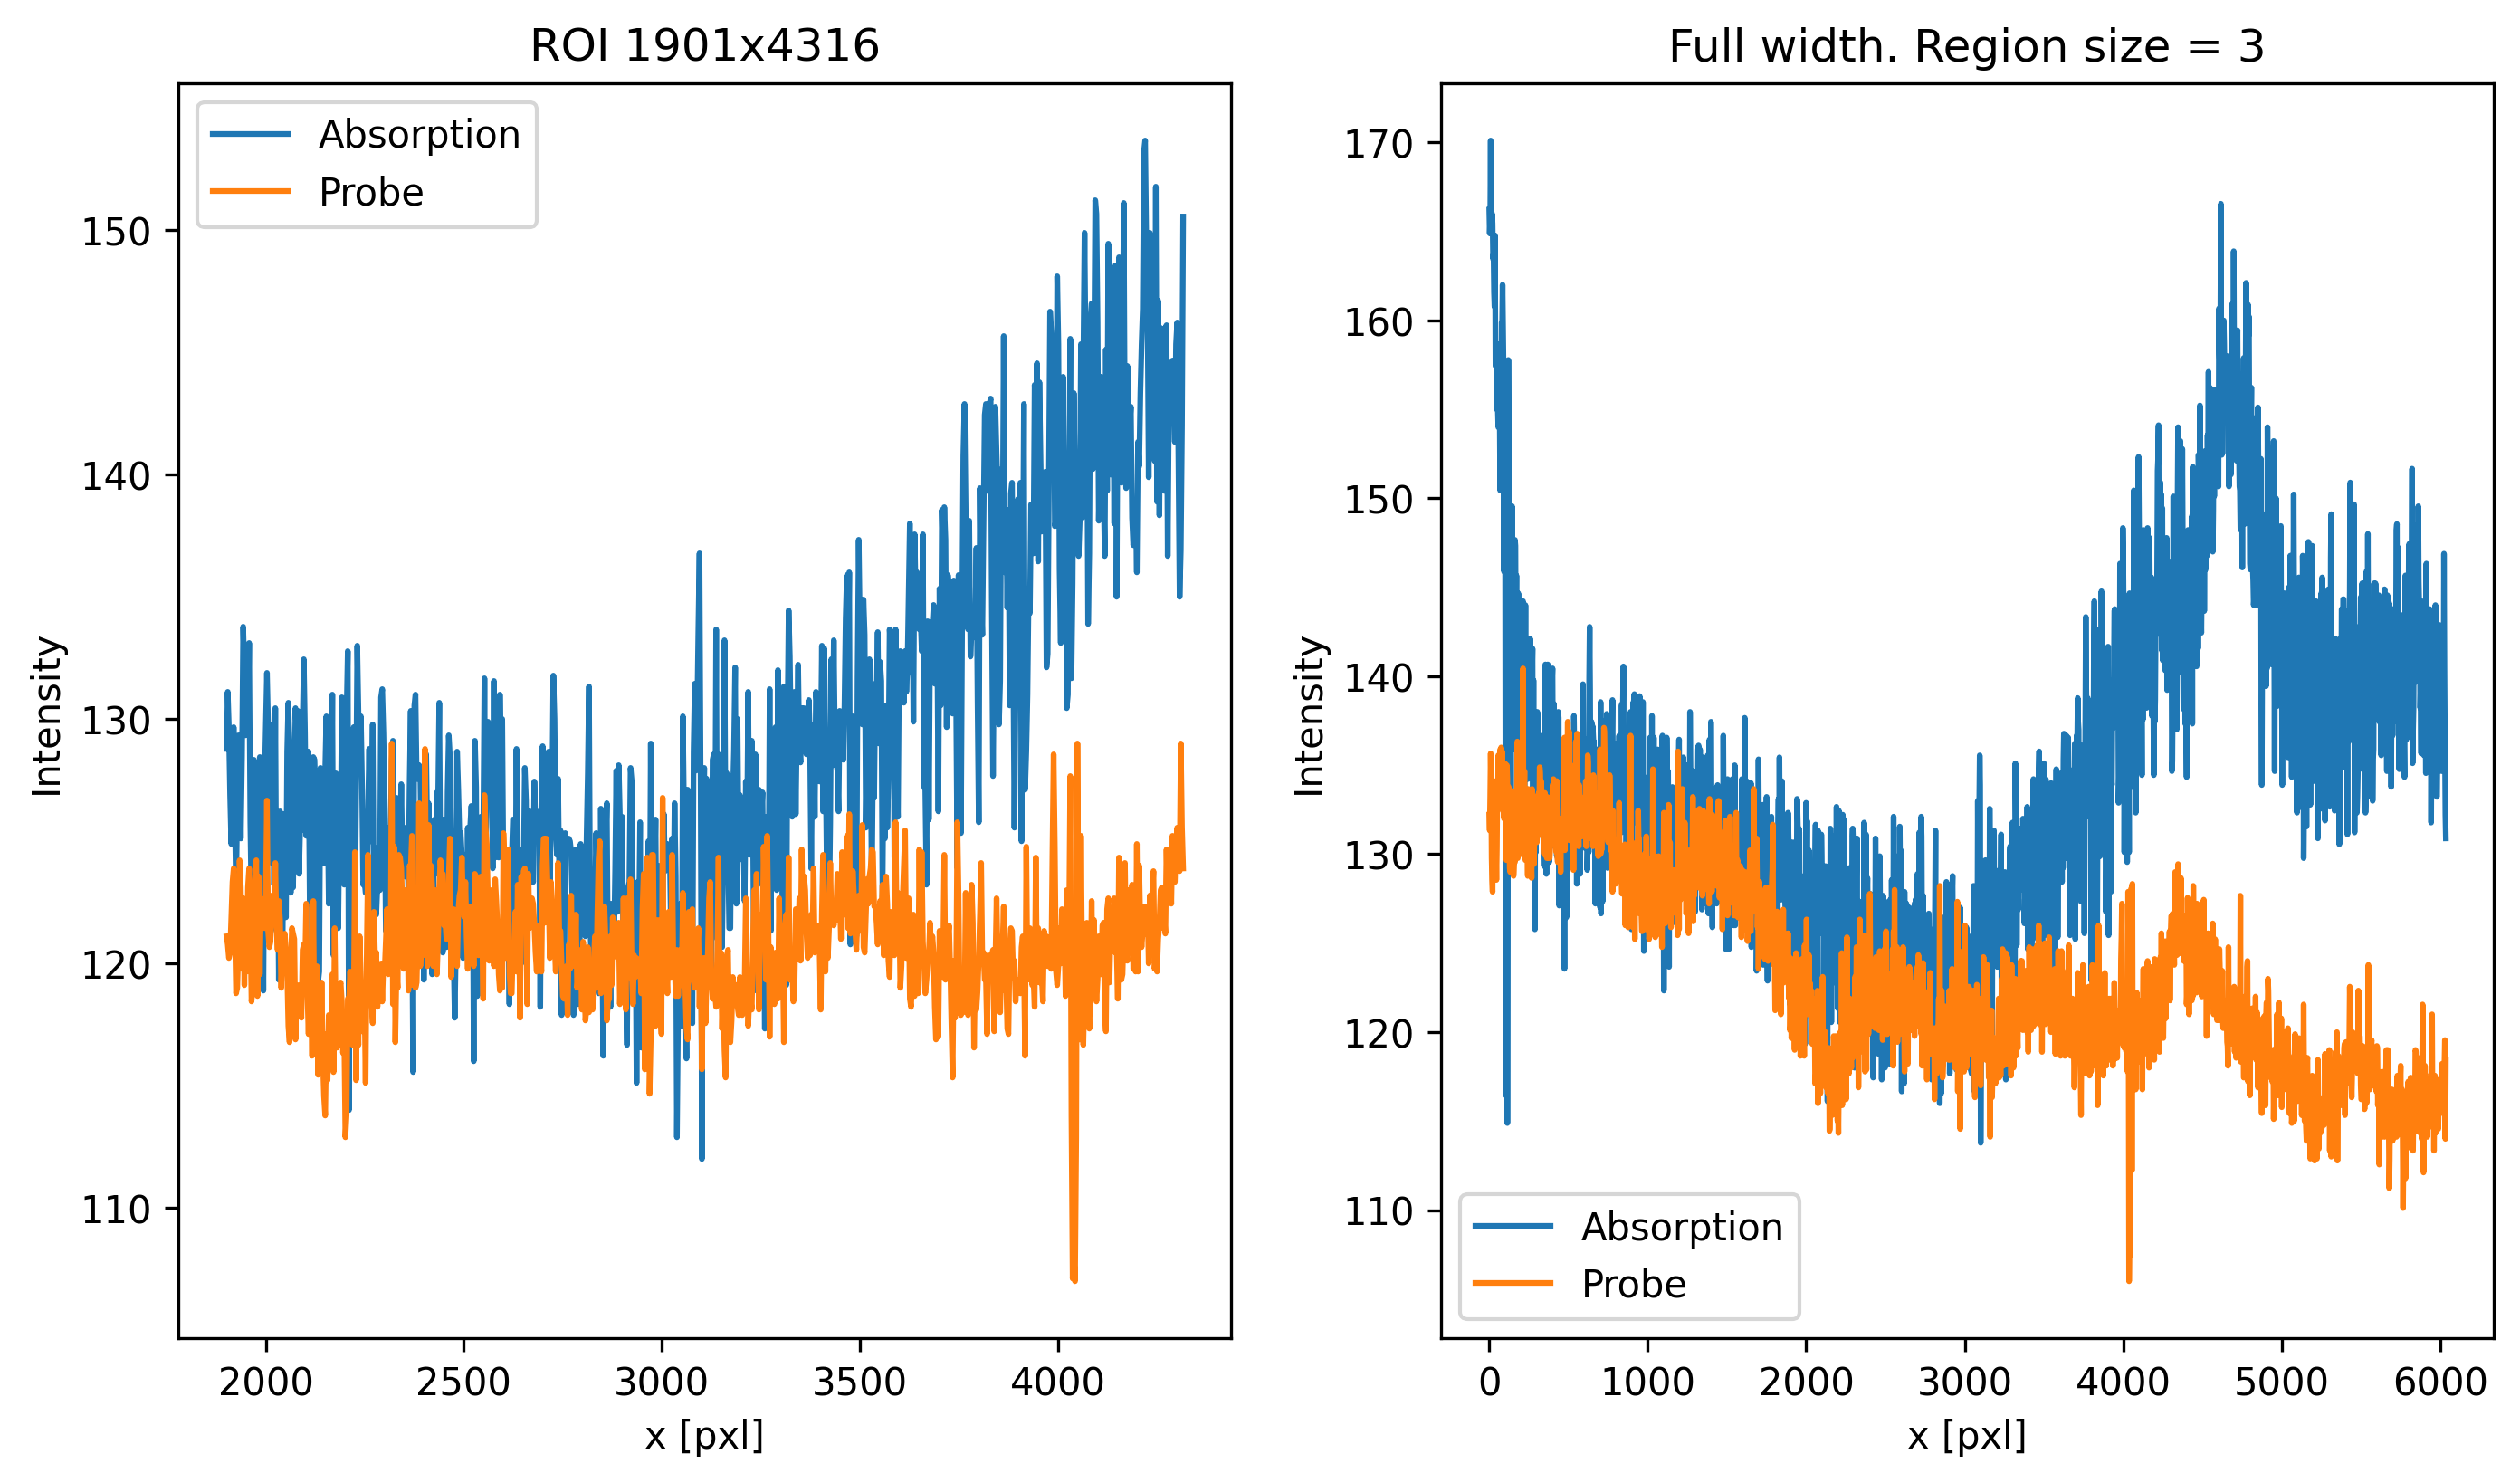 ROI 1901x4316
Absorption
Probe
150
140
130
120
110
Intensity
2000 2500 3000 3500 4000
x [pxl]
Full width. Region size = 3
170
160
150
140
130
120
110
Intensity
Absorption
Probe
0 1000 2000 3000 4000 5000 6000
x [pxl]